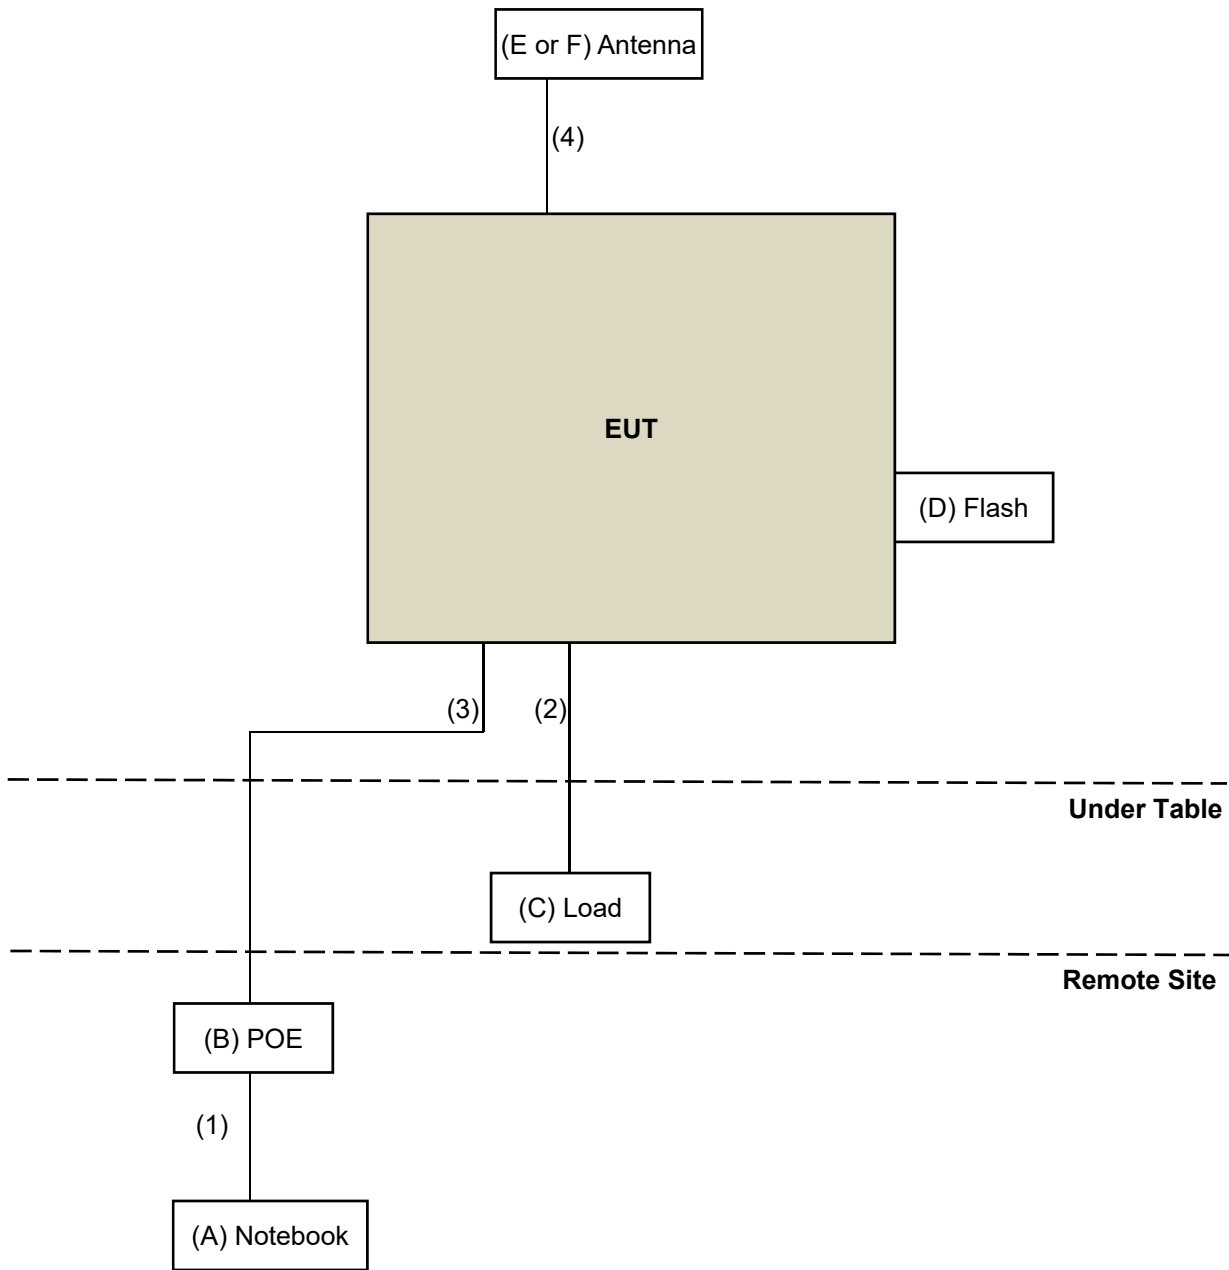 (E or F) Antenna
(4)
EUT
(D) Flash
(3)
(2)
Under Table
(C) Load
Remote Site
(B) POE
(1)
(A) Notebook